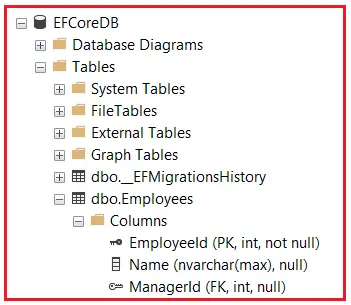 EFCoreDB
Database Diagrams
Tables
System Tables
FileTables
External Tables
Graph Tables
dbo.__EFMigrationsHistory
dbo.Employees
Columns
EmployeeId (PK, int, not null)
Name (nvarchar(max), null)
ManagerId (FK, int, null)